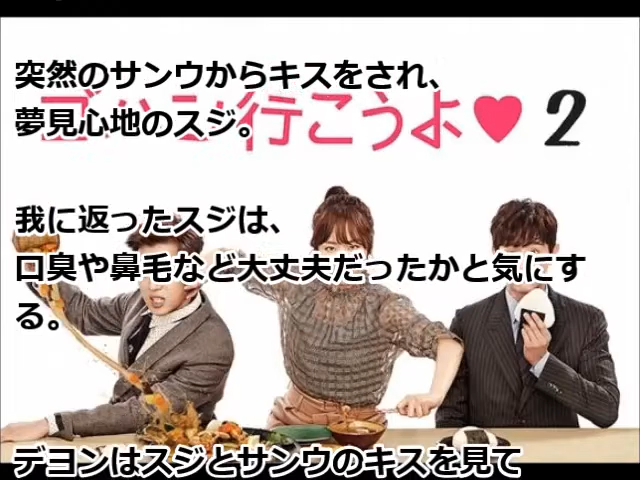 突然のサンウからキスをされ、
ゴハン行こうよ♥2
夢見心地のスジ。
我に返ったスジは、
口臭や鼻毛など大丈夫だったかと気にす
る。
デヨンはスジとサンウのキスを見て